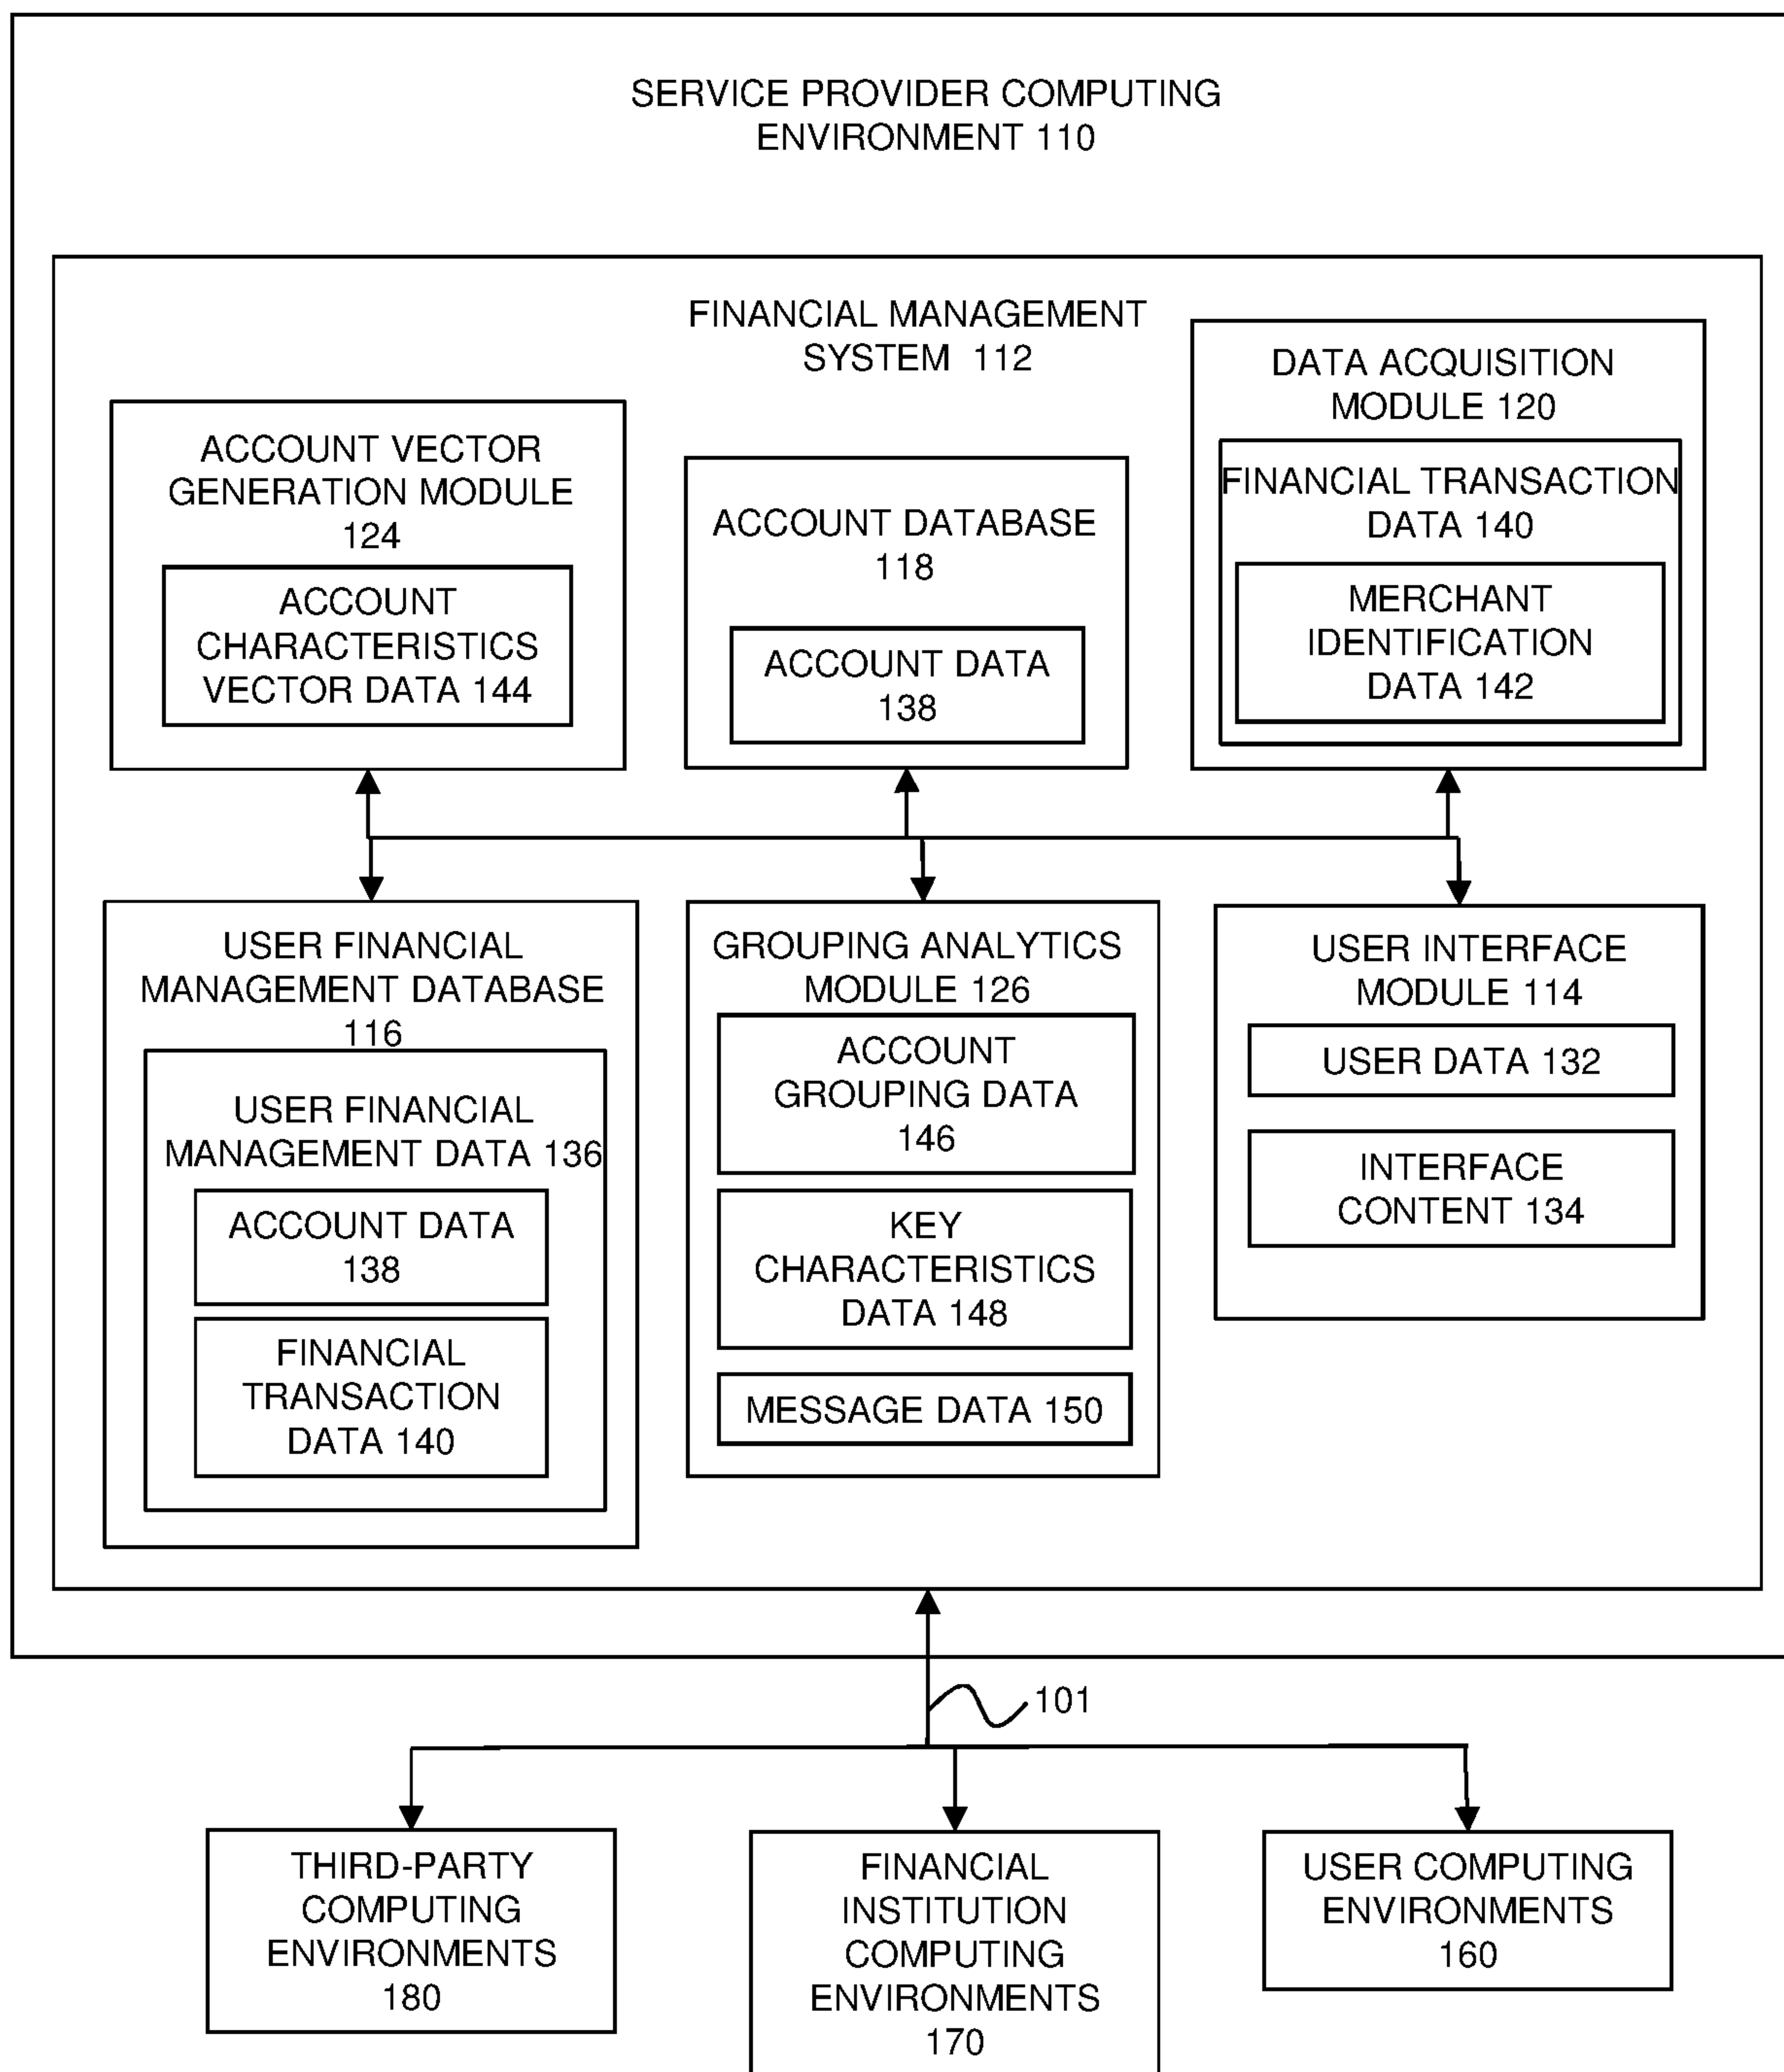 SERVICE PROVIDER COMPUTING
ENVIRONMENT 110
FINANCIAL MANAGEMENT
SYSTEM 112
ACCOUNT VECTOR
GENERATION MODULE
124
ACCOUNT
CHARACTERISTICS
VECTOR DATA 144
ACCOUNT DATABASE
118
ACCOUNT DATA
138
DATA ACQUISITION
MODULE 120
FINANCIAL TRANSACTION
DATA 140
MERCHANT
IDENTIFICATION
DATA 142
USER FINANCIAL
MANAGEMENT DATABASE
116
USER FINANCIAL
MANAGEMENT DATA 136
ACCOUNT DATA
138
FINANCIAL
TRANSACTION
DATA 140
GROUPING ANALYTICS
MODULE 126
ACCOUNT
GROUPING DATA
146
KEY
CHARACTERISTICS
DATA 148
MESSAGE DATA 150
USER INTERFACE
MODULE 114
USER DATA 132
INTERFACE
CONTENT 134
101
THIRD-PARTY
COMPUTING
ENVIRONMENTS
180
FINANCIAL
INSTITUTION
COMPUTING
ENVIRONMENTS
170
USER COMPUTING
ENVIRONMENTS
160